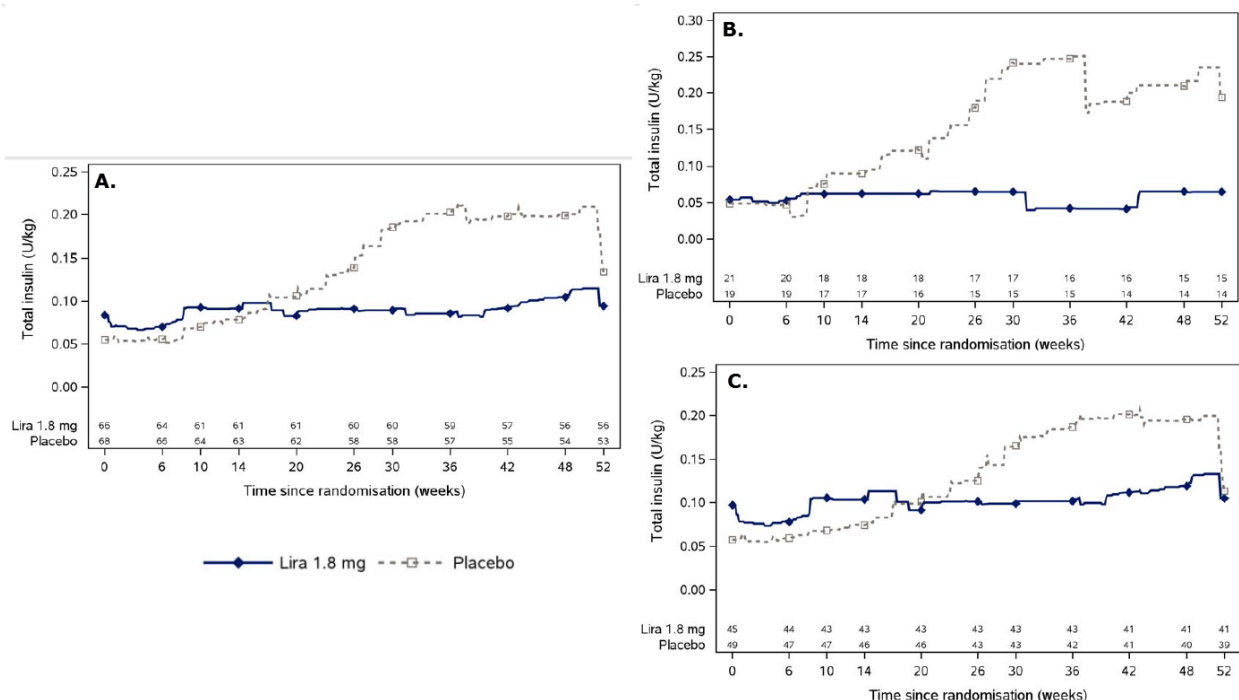 A.
Total insulin (U/kg)
0.25
0.20
0.15
0.10
0.05
0.00
Lira 1.8 mg 66 64 61 61 61 60 60 59 57 56 56
Placebo 68 66 64 63 62 58 58 57 55 54 53
0 6 10 14 20 26 30 36 42 48 52
Time since randomisation (weeks)
Lira 1.8 mg Placebo
B.
Total insulin (U/kg)
0.30
0.25
0.20
0.15
0.10
0.05
0.00
Lira 1.8 mg 21 20 18 18 18 17 17 16 16 15 15
Placebo 19 19 17 17 16 15 15 15 14 14 14
0 6 10 14 20 26 30 36 42 48 52
Time since randomisation (weeks)
C.
Total insulin (U/kg)
0.25
0.20
0.15
0.10
0.05
0.00
Lira 1.8 mg 45 44 43 43 43 43 43 43 41 41 41
Placebo 49 47 47 46 46 43 43 42 41 40 39
0 6 10 14 20 26 30 36 42 48 52
Time since randomisation (weeks)